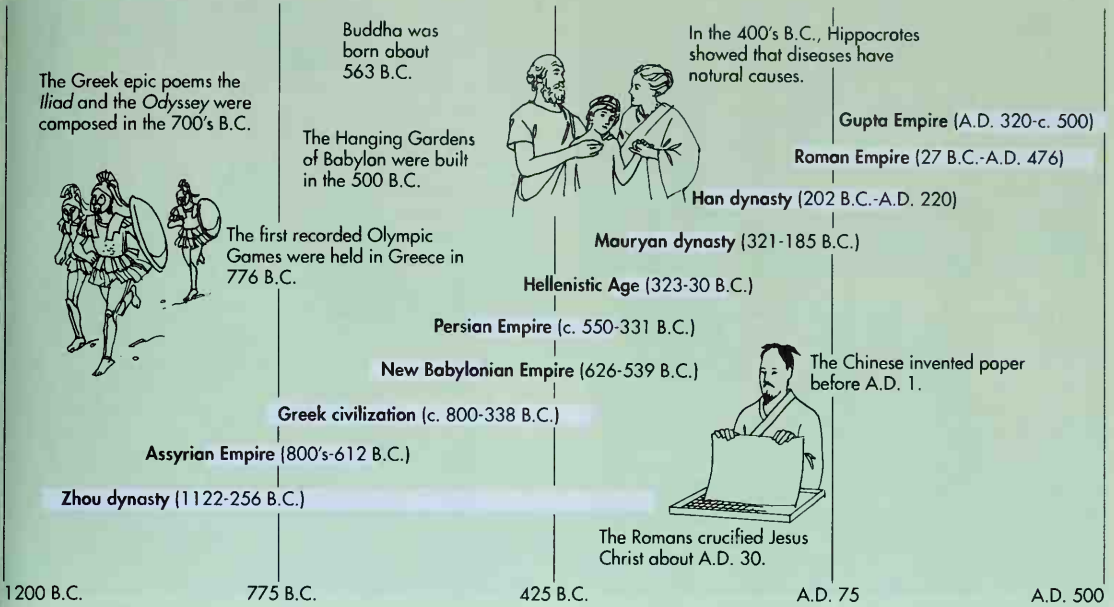 Buddha was
born about
563 B.C.
In the 400's B.C., Hippocrates
showed that diseases have
natural causes.
The Greek epic poems the
Iliad and the Odyssey were
composed in the 700's B.C.
Gupta Empire (A.D. 320-c. 500)
The Hanging Gardens
of Babylon were built
in the 500 B.C.
Roman Empire (27 B.C.-A.D. 476)
Han dynasty (202 B.C.-A.D. 220)
The first recorded Olympic
Games were held in Greece in
776 B.C.
Mauryan dynasty (321-185 B.C.)
Hellenistic Age (323-30 B.C.)
Persian Empire (c. 550-331 B.C.)
The Chinese invented paper
before A.D. 1.
New Babylonian Empire (626-539 B.C.)
Greek civilization (c. 800-338 B.C.)
Assyrian Empire (800's-612 B.C.)
Zhou dynasty (1122-256 B.C.)
The Romans crucified Jesus
Christ about A.D. 30.
1200 B.C.
775 B.C.
425 B.C.
A.D. 75
A.D. 500